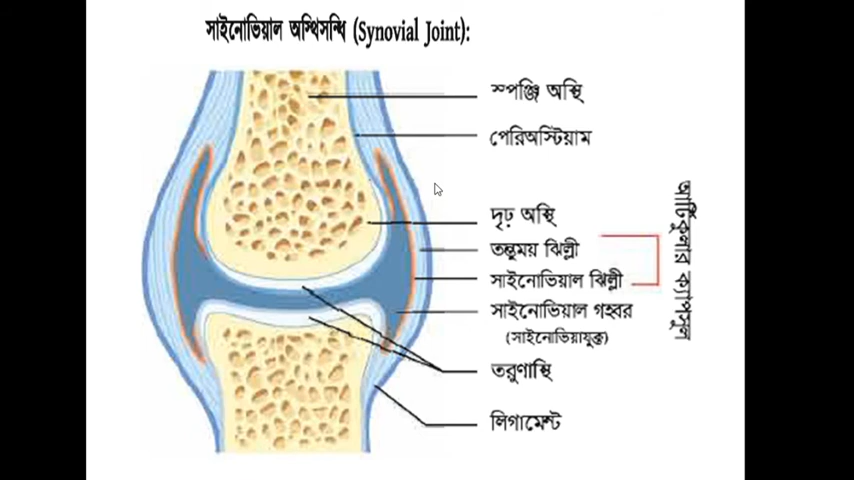 সাইনোভিয়াল অস্থিসন্ধি (Synovial Joint):
স্পঞ্জি অস্থি
পেরিঅস্টিয়াম
দৃঢ় অস্থি
তন্তুময় ঝিল্লী
সাইনোভিয়াল ঝিল্লী
আর্টিকুলার ক্যাপসুল
সাইনোভিয়াল গহ্বর
(সাইনোভিয়াযুক্ত)
তরুণাস্থি
লিগামেন্ট